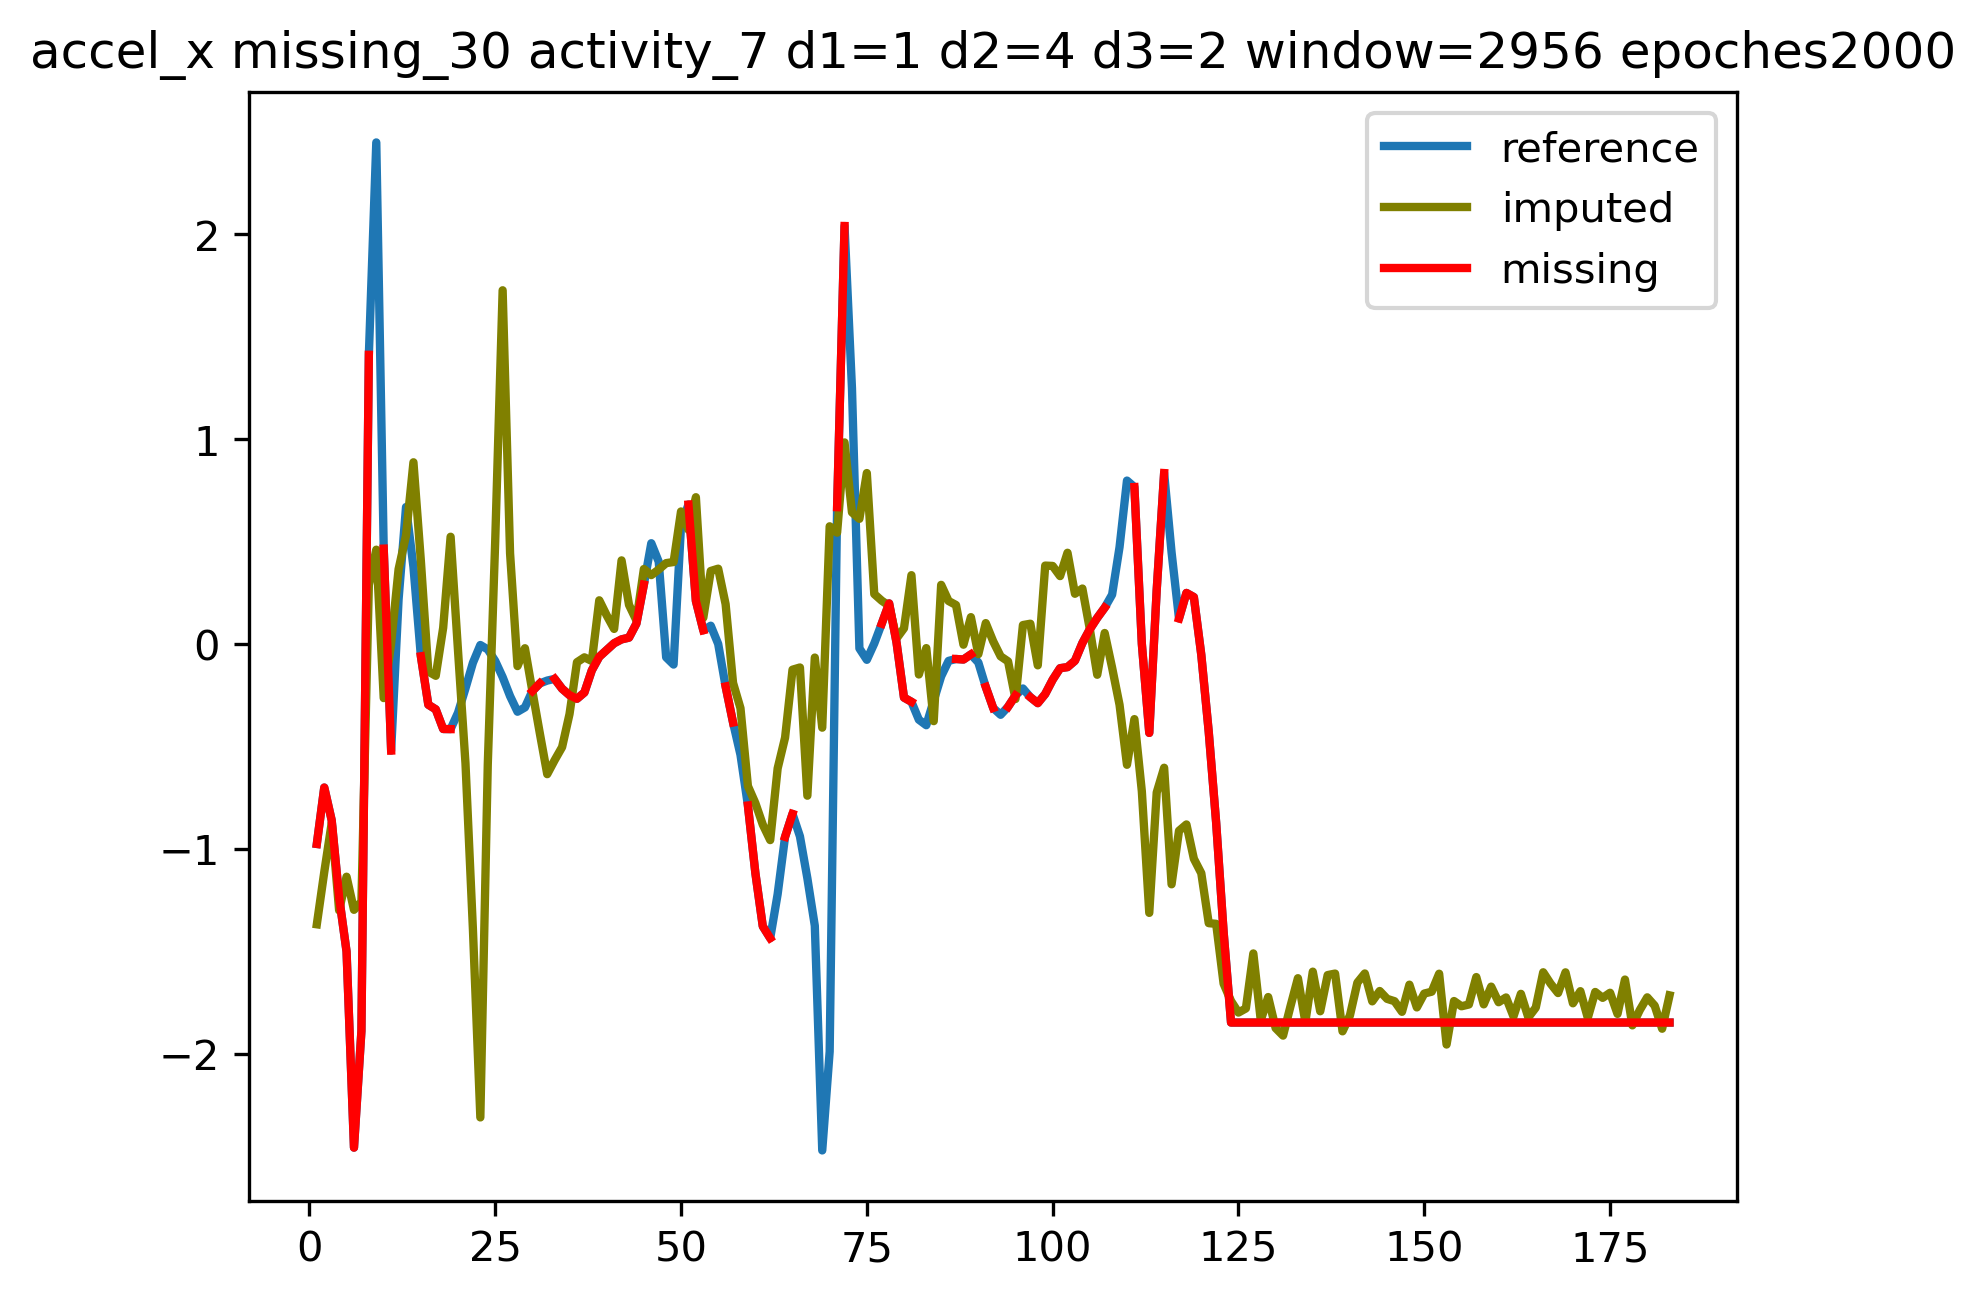 accel_x missing_30 activity_7 d1=1 d2=4 d3=2 window=2956 epoches2000
reference
imputed
missing
2
1
0
−1
−2
0 25 50 75 100 125 150 175